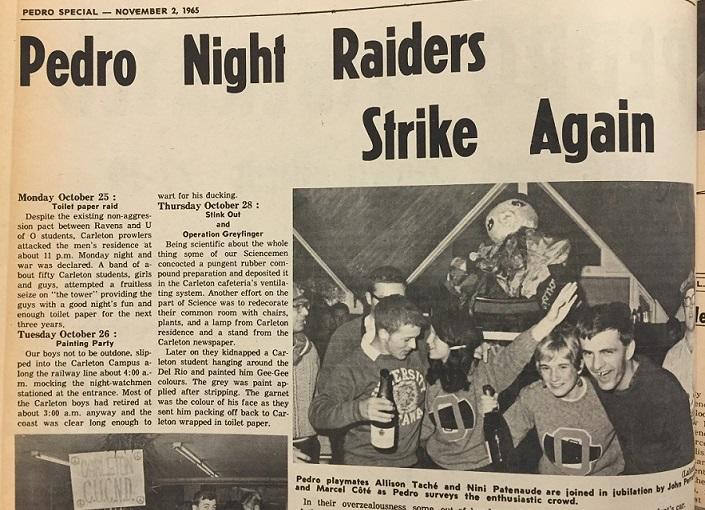 PEDRO SPECIAL — NOVEMBER 2, 1965
Pedro Night Raiders
Strike Again
Monday October 25 :
Toilet paper raid
Despite the existing non-aggres-
sion pact between Ravens and U
of O students, Carleton prowlers
attacked the men's residence at
about 11 p.m. Monday night and
war was declared. A band of a-
bout fifty Carleton students, girls
and guys, attempted a fruitless
seize on "the tower" providing the
guys with a good night's fun and
enough toilet paper for the next
three years,
Tuesday October 26 :
Painting Party
Our boys not to be outdone, slip-
ped into the Carleton Campus a-
long the railway line about 4:00 a.-
m. mocking the night-watchmen
stationed at the entrance. Most of
the Carleton boys had retired at
about 3:00 a.m. anyway and the
coast was clear long enough to
wart for his ducking.
Thursday October 28 :
Stink Out
and
Operation Greyfinger
Being scientific about the whole
thing some of our Sciencemen
concocted a pungent rubber com-
pound preparation and deposited it
in the Carleton cafeteria's ventila-
ting system. Another effort on the
part of Science was to redecorate
their common room with chairs,
plants, and a lamp from Carleton
residence and a stand from the
Carleton newspaper.
Later on they kidnapped a Car-
leton student hanging around the
Del Rio and painted him Gee-Gee
colours. The grey was paint ap-
plied after stripping. The garnet
was the colour of his face as they
sent him packing off back to Car-
leton wrapped in toilet paper.
O
O
CARLETON
C.U.C.N.D.
Pedro playmates Allison Taché and Nini Patenaude are joined in jubilation by John
and Marcel Côté as Pedro surveys the enthusiastic crowd.
In their overzealousness some